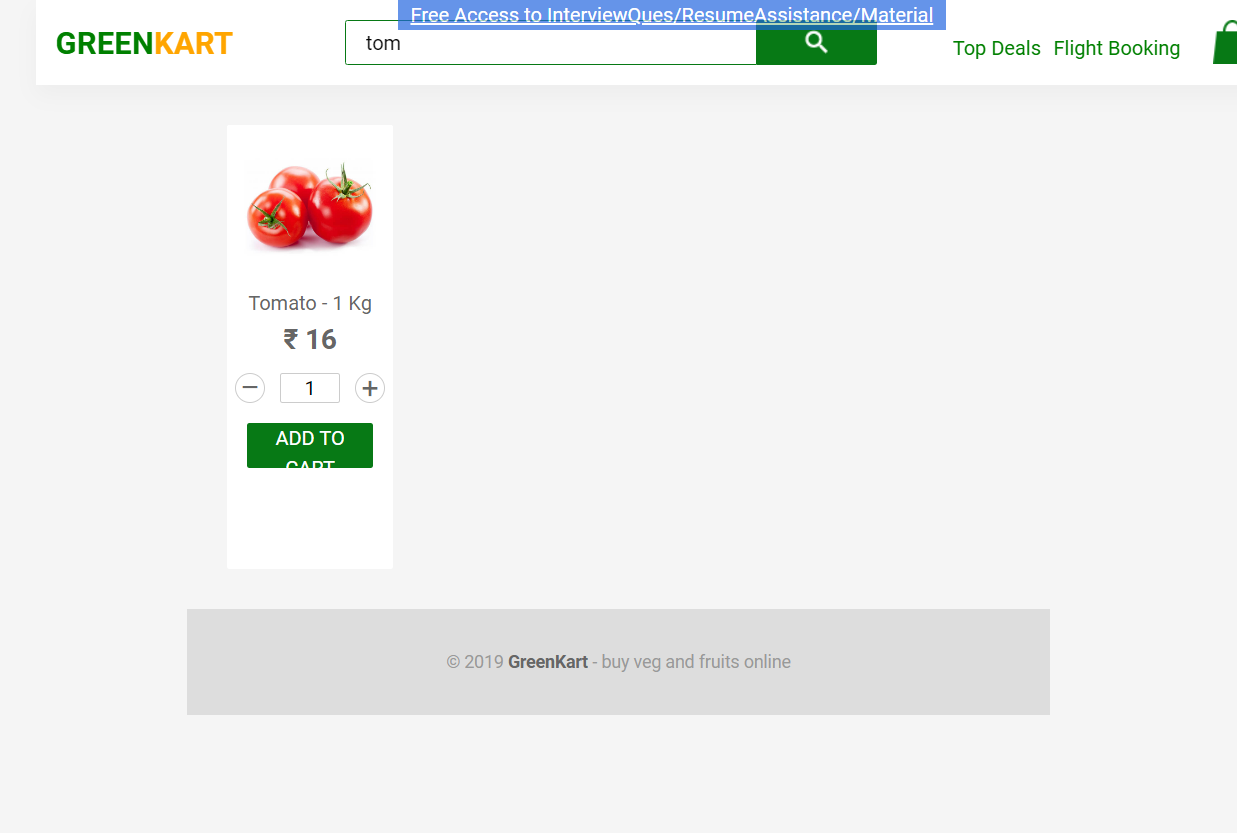 Free Access to InterviewQues/ResumeAssistance/Material
GREENKART
tom
Top Deals Flight Booking
Tomato - 1 Kg
₹ 16
− 1 +
ADD TO
CART
© 2019 GreenKart - buy veg and fruits online